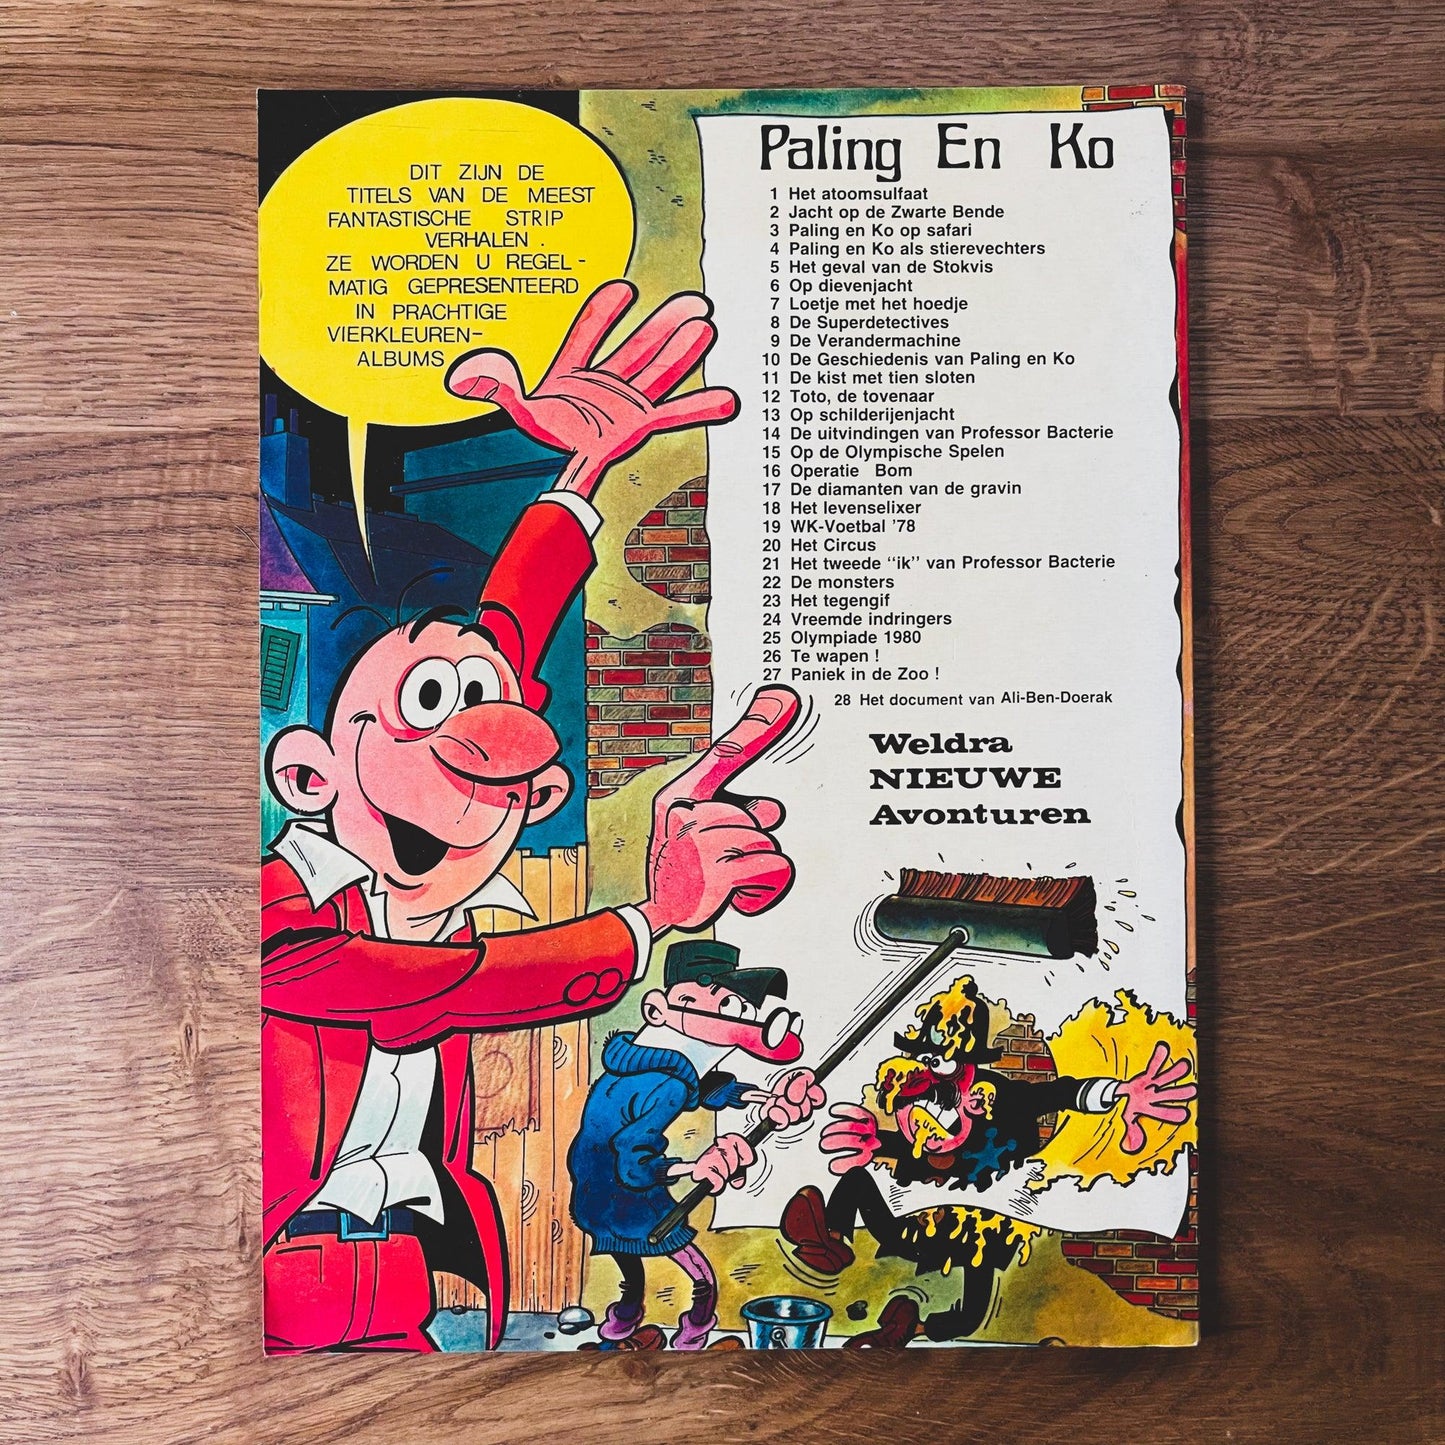 DIT ZIJN DE
TITELS VAN DE MEEST
FANTASTISCHE STRIP
VERHALEN.
ZE WORDEN U REGEL-
MATIG GEPRESENTEERD
IN PRACHTIGE
VIERKLEUREN-
ALBUMS
Paling En Ko
1 Het atoomsulfaat
2 Jacht op de Zwarte Bende
3 Paling en Ko op safari
4 Paling en Ko als stierevechters
5 Het geval van de Stokvis
6 Op dievenjacht
7 Loetje met het hoedje
8 De Superdetectives
9 De Verandermachine
10 De Geschiedenis van Paling en Ko
11 De kist met tien sloten
12 Toto, de tovenaar
13 Op schilderijenjacht
14 De uitvindingen van Professor Bacterie
15 Op de Olympische Spelen
16 Operatie Bom
17 De diamanten van de gravin
18 Het levenselixer
19 WK-Voetbal '78
20 Het Circus
21 Het tweede "ik" van Professor Bacterie
22 De monsters
23 Het tegengif
24 Vreemde indringers
25 Olympiade 1980
26 Te wapen !
27 Paniek in de Zoo !
28 Het document van Ali-Ben-Doerak
Weldra
NIEUWE
Avonturen